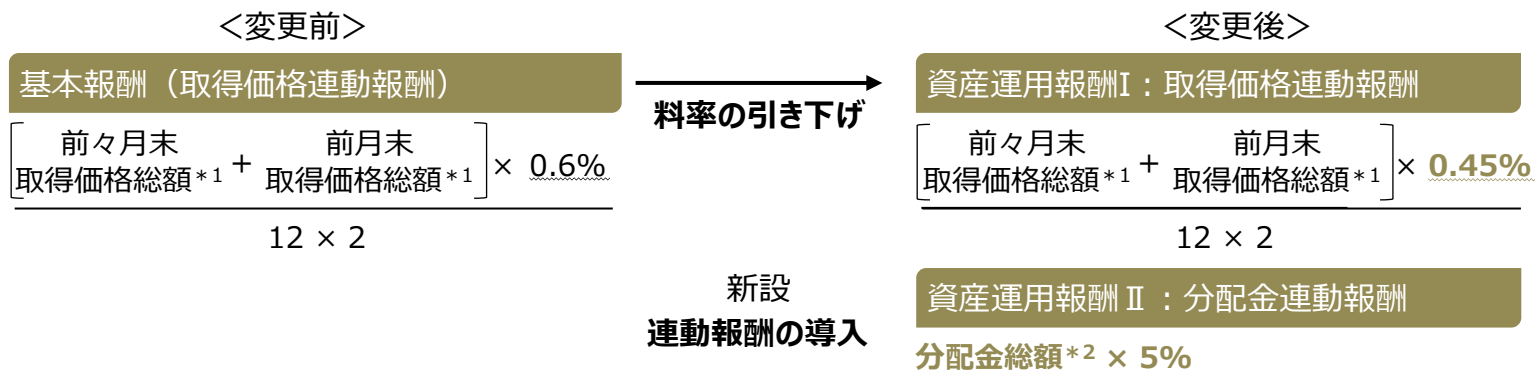 <変更前>
基本報酬（取得価格連動報酬）
前々月末 前月末
取得価格総額*1 + 取得価格総額*1 × 0.6%
12 × 2
料率の引き下げ
<変更後>
資産運用報酬I：取得価格連動報酬
前々月末 前月末
取得価格総額*1 + 取得価格総額*1 × 0.45%
12 × 2
新設
連動報酬の導入
資産運用報酬Ⅱ：分配金連動報酬
分配金総額*2 × 5%